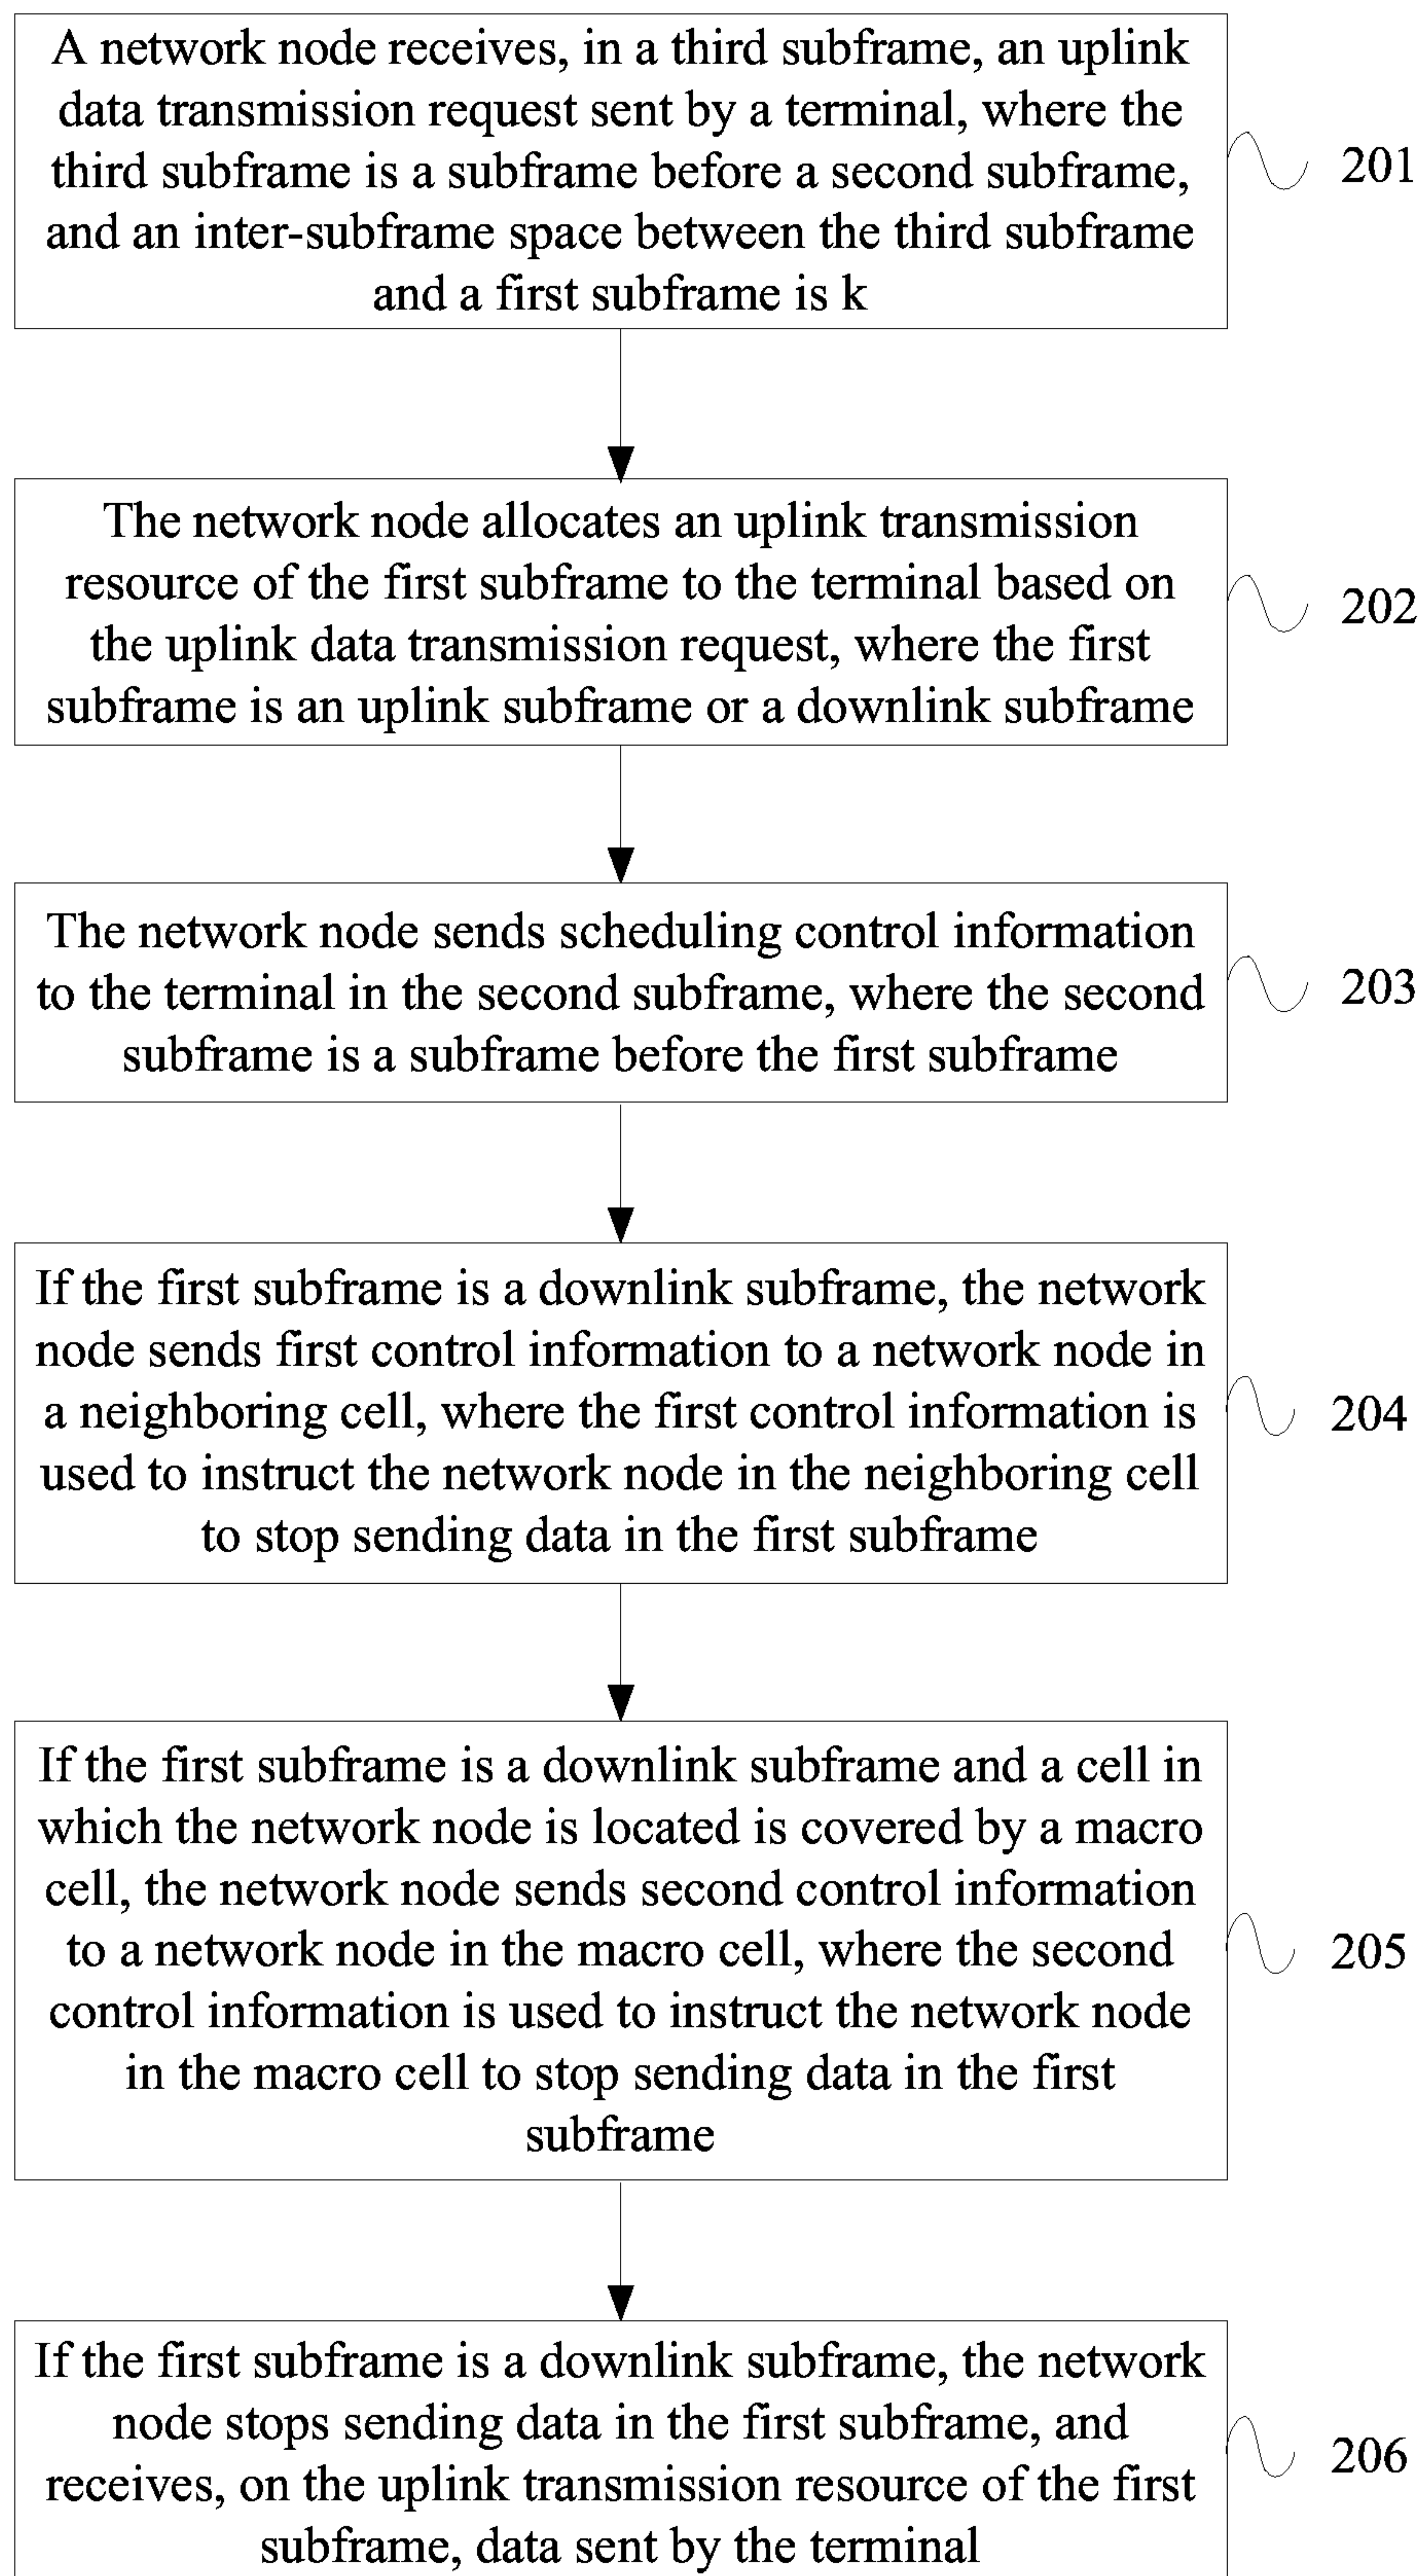 A network node receives, in a third subframe, an uplink
data transmission request sent by a terminal, where the
third subframe is a subframe before a second subframe,
and an inter-subframe space between the third subframe
and a first subframe is k
201
The network node allocates an uplink transmission
resource of the first subframe to the terminal based on
the uplink data transmission request, where the first
subframe is an uplink subframe or a downlink subframe
202
The network node sends scheduling control information
to the terminal in the second subframe, where the second
subframe is a subframe before the first subframe
203
If the first subframe is a downlink subframe, the network
node sends first control information to a network node in
a neighboring cell, where the first control information is
used to instruct the network node in the neighboring cell
to stop sending data in the first subframe
204
If the first subframe is a downlink subframe and a cell in
which the network node is located is covered by a macro
cell, the network node sends second control information
to a network node in the macro cell, where the second
control information is used to instruct the network node
in the macro cell to stop sending data in the first
subframe
205
If the first subframe is a downlink subframe, the network
node stops sending data in the first subframe, and
receives, on the uplink transmission resource of the first
subframe, data sent by the terminal
206